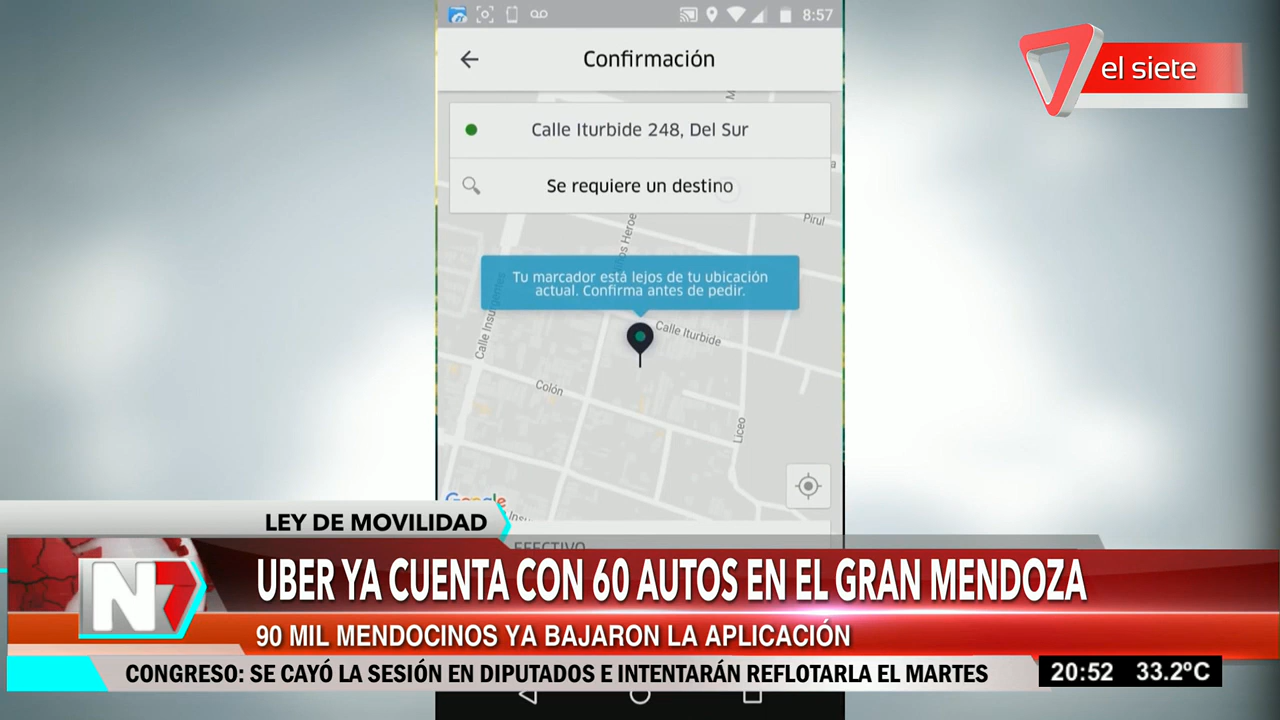 8:57
Confirmación
el siete
Calle Iturbide 248, Del Sur
Se requiere un destino
Pirul
Tu marcador está lejos de tu ubicación
actual. Confirma antes de pedir.
Calle Iturbide
Colón
Liceo
Google
LEY DE MOVILIDAD
EFECTIVO
N7
UBER YA CUENTA CON 60 AUTOS EN EL GRAN MENDOZA
90 MIL MENDOCINOS YA BAJARON LA APLICACIÓN
CONGRESO: SE CAYÓ LA SESIÓN EN DIPUTADOS E INTENTARÁN REFLOTARLA EL MARTES
20:52 33.2°C